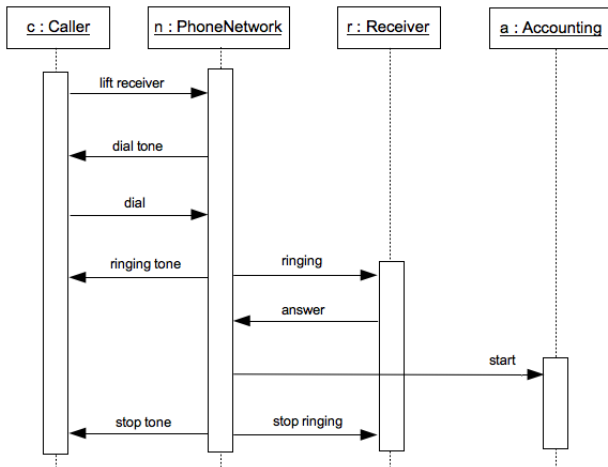 c : Caller
n : PhoneNetwork
r : Receiver
a : Accounting
lift receiver
dial tone
dial
ringing tone
ringing
answer
start
stop tone
stop ringing